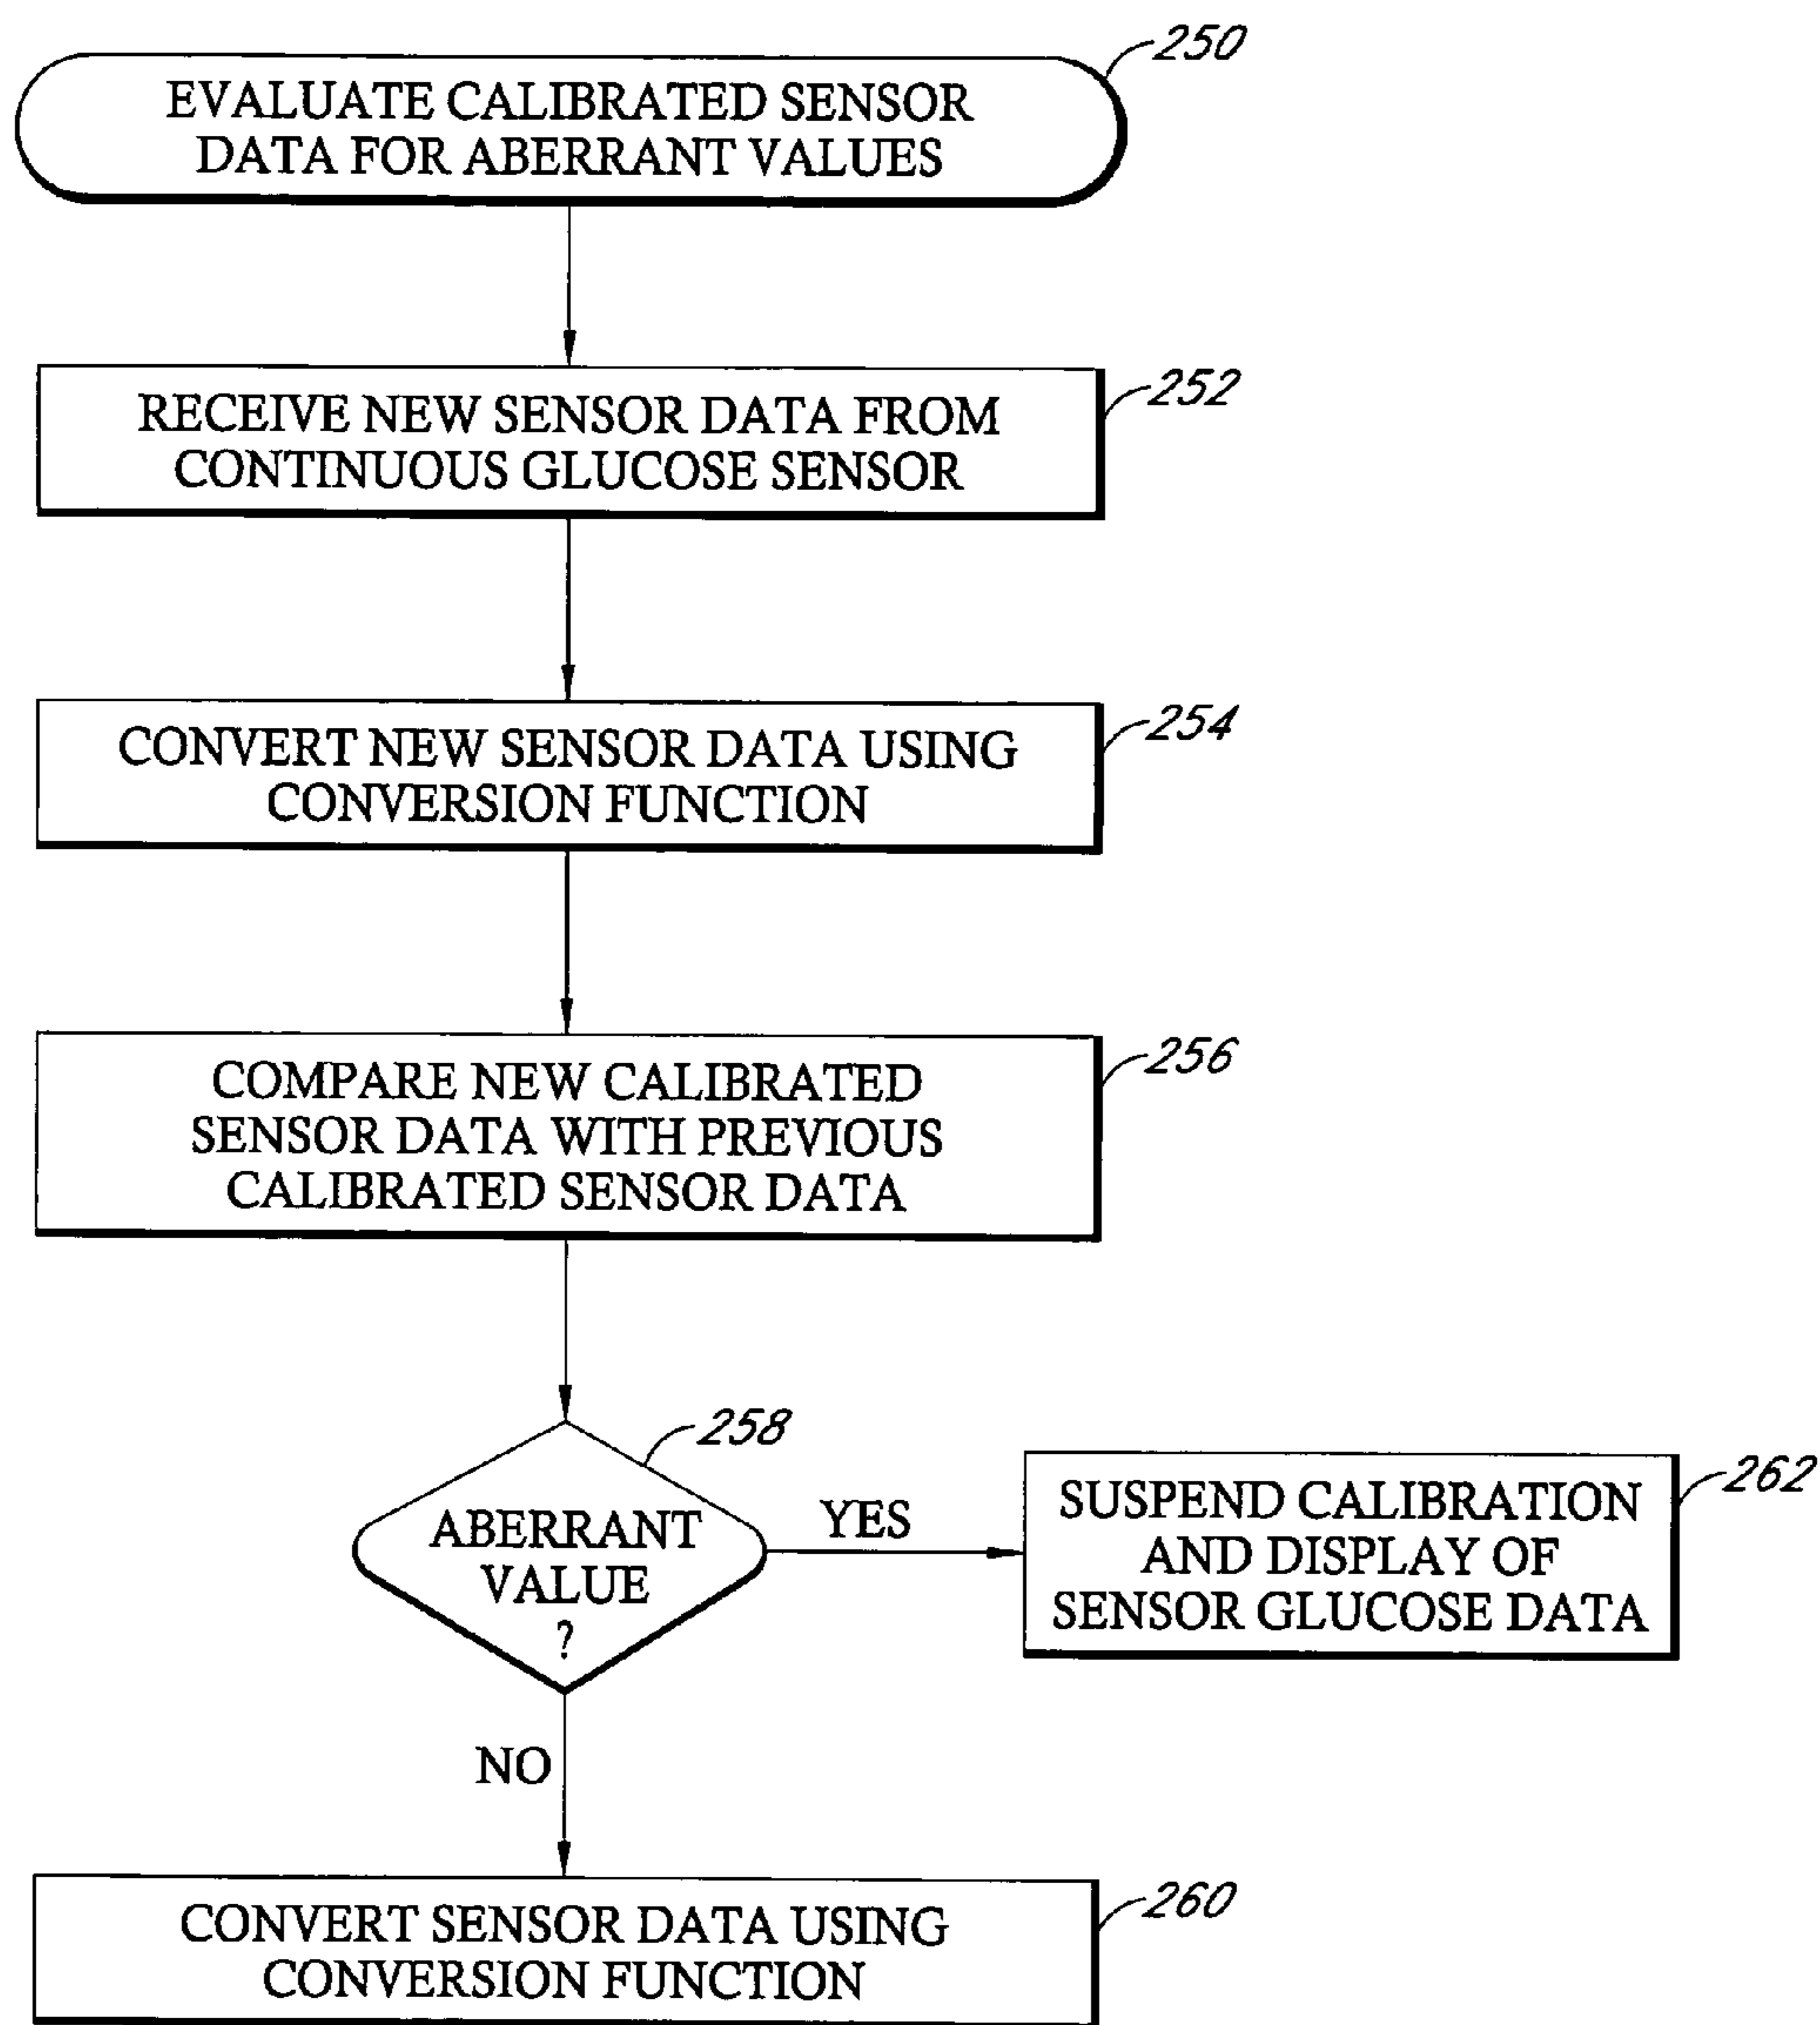 250
EVALUATE CALIBRATED SENSOR
DATA FOR ABERRANT VALUES
252
RECEIVE NEW SENSOR DATA FROM
CONTINUOUS GLUCOSE SENSOR
254
CONVERT NEW SENSOR DATA USING
CONVERSION FUNCTION
256
COMPARE NEW CALIBRATED
SENSOR DATA WITH PREVIOUS
CALIBRATED SENSOR DATA
258
ABERRANT
VALUE
?
YES
262
SUSPEND CALIBRATION
AND DISPLAY OF
SENSOR GLUCOSE DATA
NO
260
CONVERT SENSOR DATA USING
CONVERSION FUNCTION